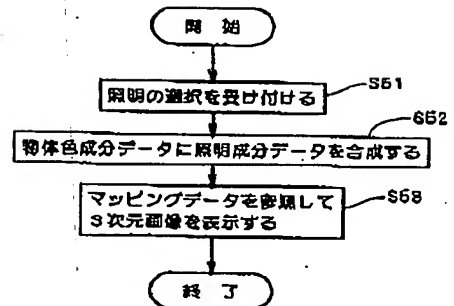 開始
照明の選択を受け付ける
S51
S52
物体色成分データに照明成分データを合成する
マッピングデータを参照して
3次元画像を表示する
S53
終了